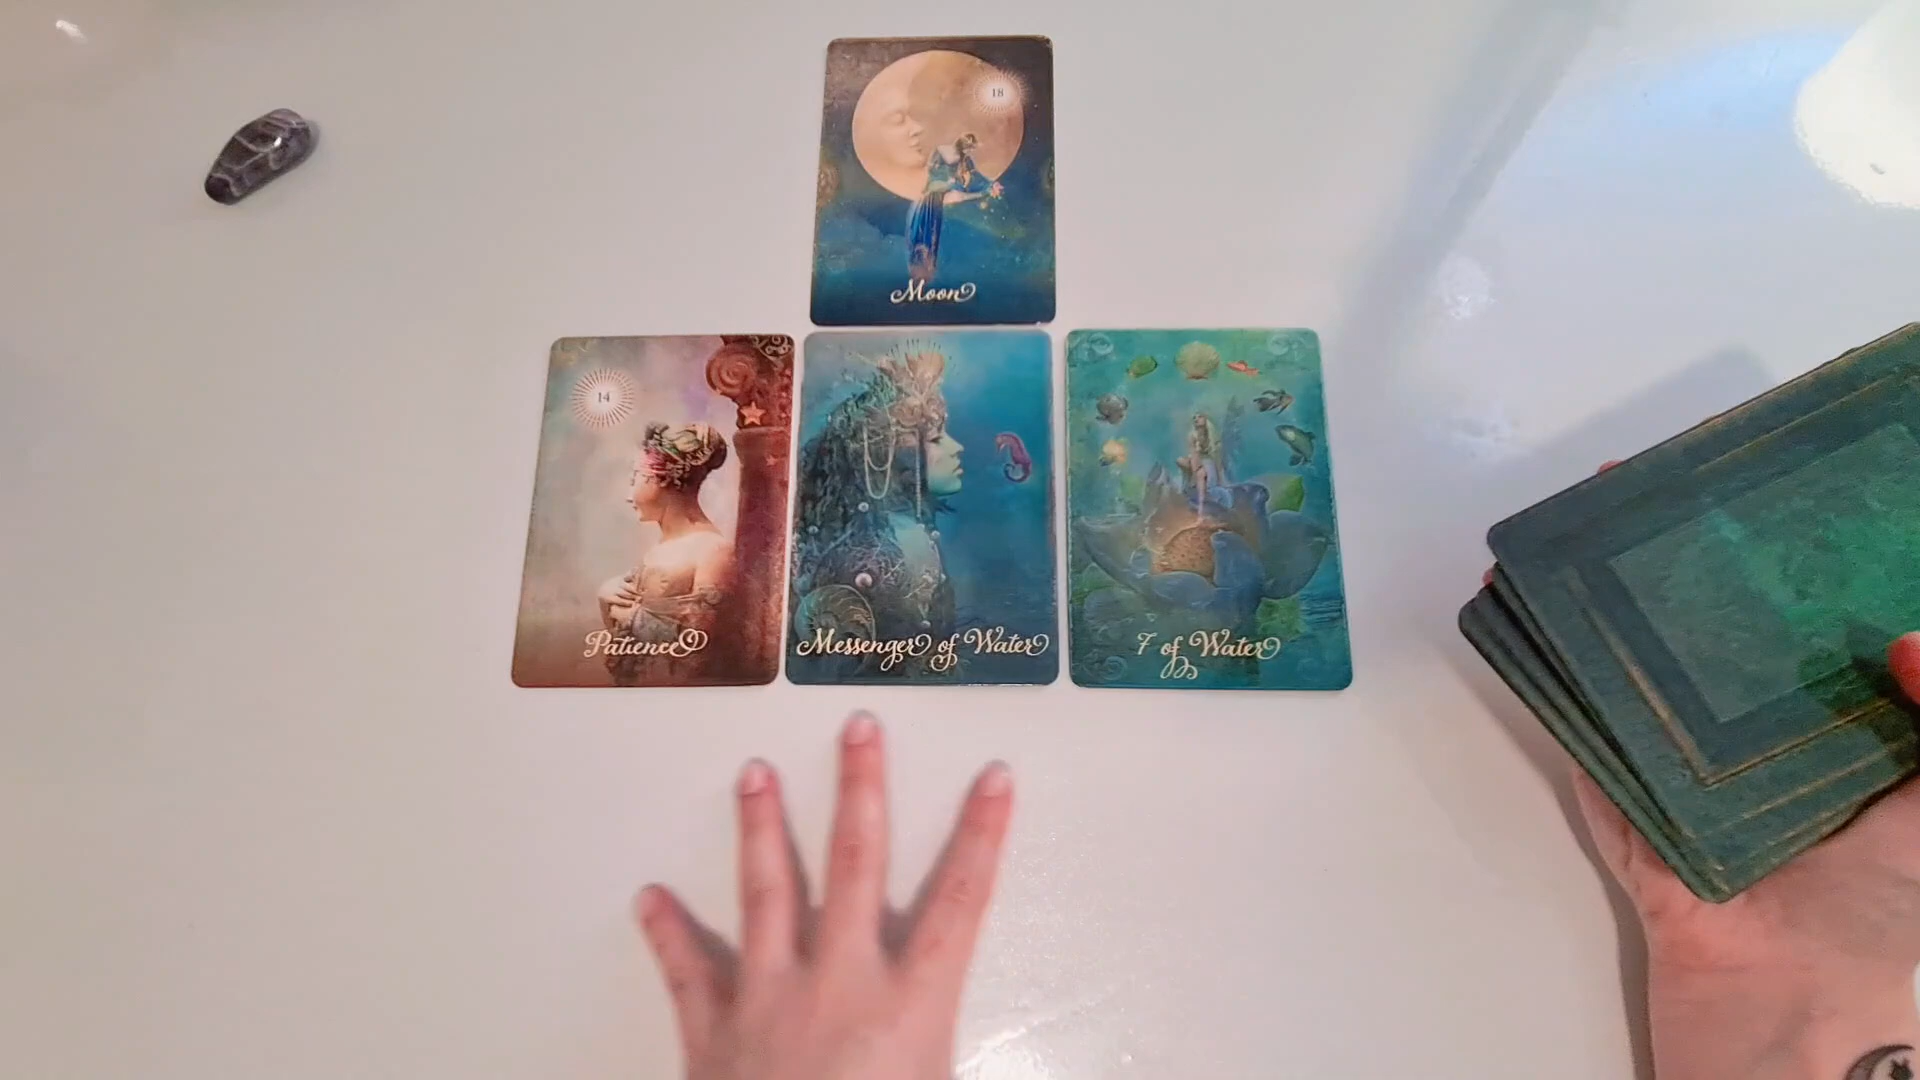 18
Moon
14
Patience
Messenger of Water
7 of Water